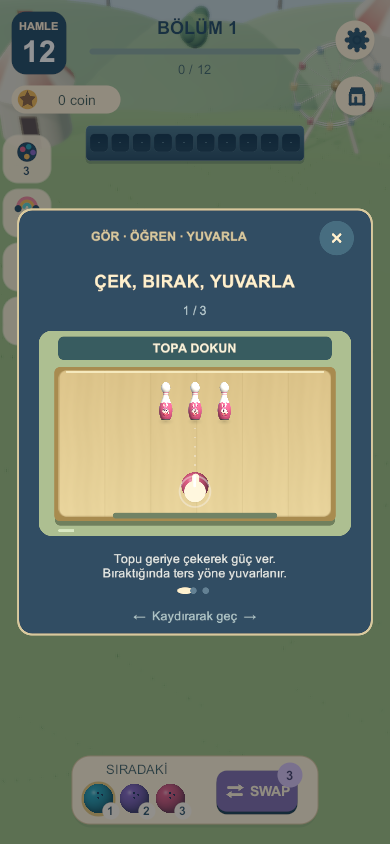 HAMLE
12
BÖLÜM 1
0 / 12
0 coin
3
GÖR · ÖĞREN · YUVARLA
ÇEK, BIRAK, YUVARLA
1 / 3
TOPA DOKUN
Topu geriye çekerek güç ver.
Bıraktığında ters yöne yuvarlanır.
← Kaydırarak geç →
SIRADAKİ
1
2
3
SWAP
3